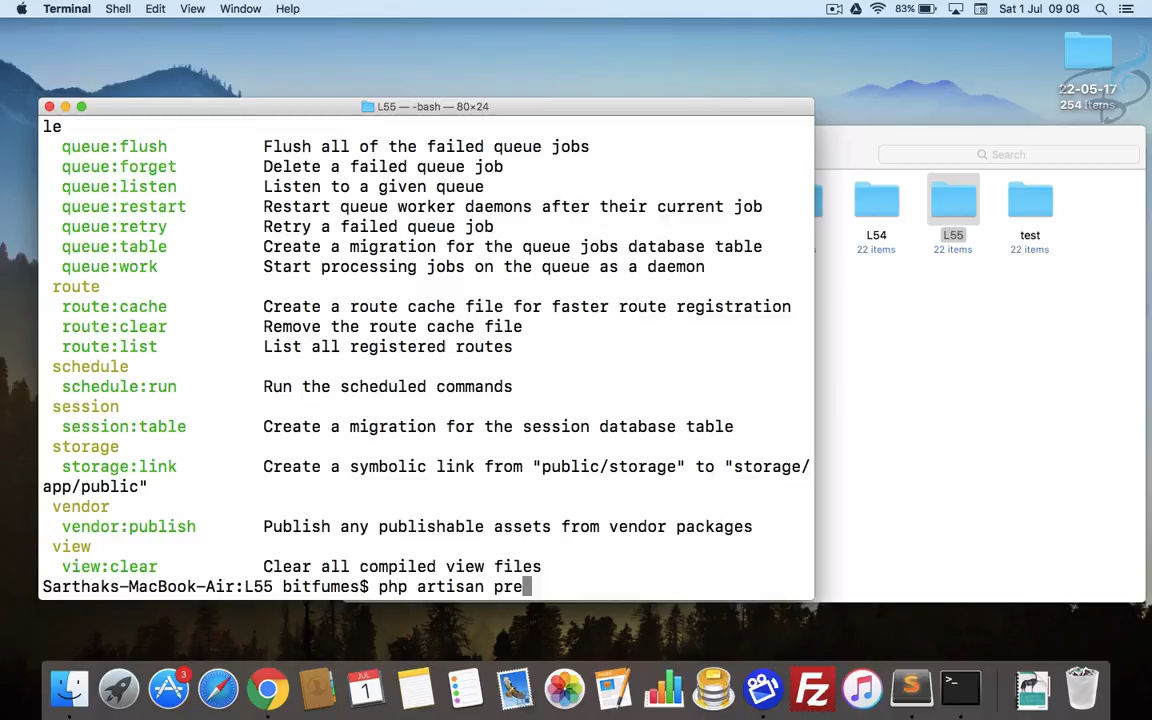 Terminal Shell Edit View Window Help 83% Sat 1 Jul 09 08
22-05-17
254 items
L55 — -bash — 80×24
le
queue:flush Flush all of the failed queue jobs
queue:forget Delete a failed queue job
queue:listen Listen to a given queue
queue:restart Restart queue worker daemons after their current job
queue:retry Retry a failed queue job
queue:table Create a migration for the queue jobs database table
queue:work Start processing jobs on the queue as a daemon
route
route:cache Create a route cache file for faster route registration
route:clear Remove the route cache file
route:list List all registered routes
schedule
schedule:run Run the scheduled commands
session
session:table Create a migration for the session database table
storage
storage:link Create a symbolic link from "public/storage" to "storage/
app/public"
vendor
vendor:publish Publish any publishable assets from vendor packages
view
view:clear Clear all compiled view files
Sarthaks-MacBook-Air:L55 bitfumes$ php artisan pre
Search
L54 L55 test
22 items 22 items 22 items
3
JUL
1